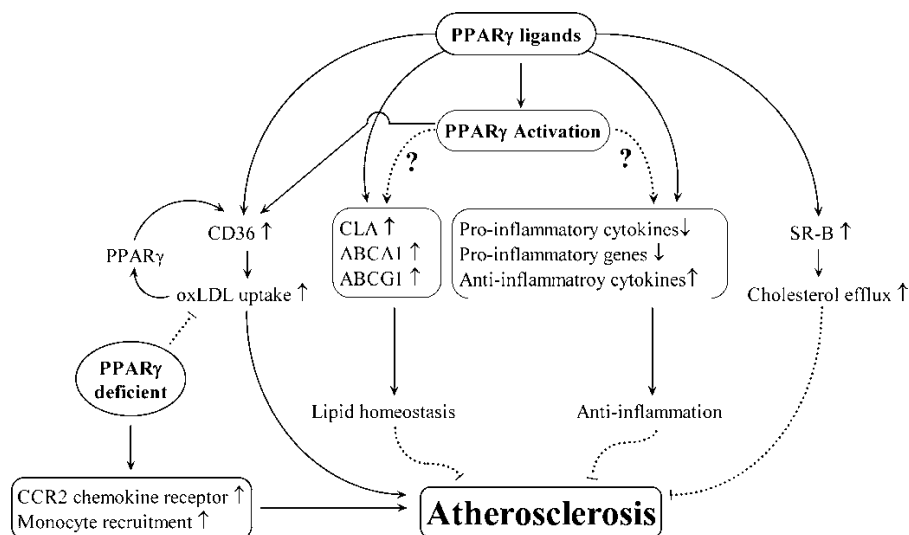 PPARγ ligands
PPARγ Activation
?
?
CD36 ↑
PPARγ
oxLDL uptake ↑
CLA ↑
ABCA1 ↑
ABCG1 ↑
Pro-inflammatory cytokines↓
Pro-inflammatory genes ↓
Anti-inflammatroy cytokines↑
SR-B ↑
Cholesterol efflux ↑
PPARγ
deficient
Lipid homeostasis
Anti-inflammation
CCR2 chemokine receptor ↑
Monocyte recruitment ↑
Atherosclerosis